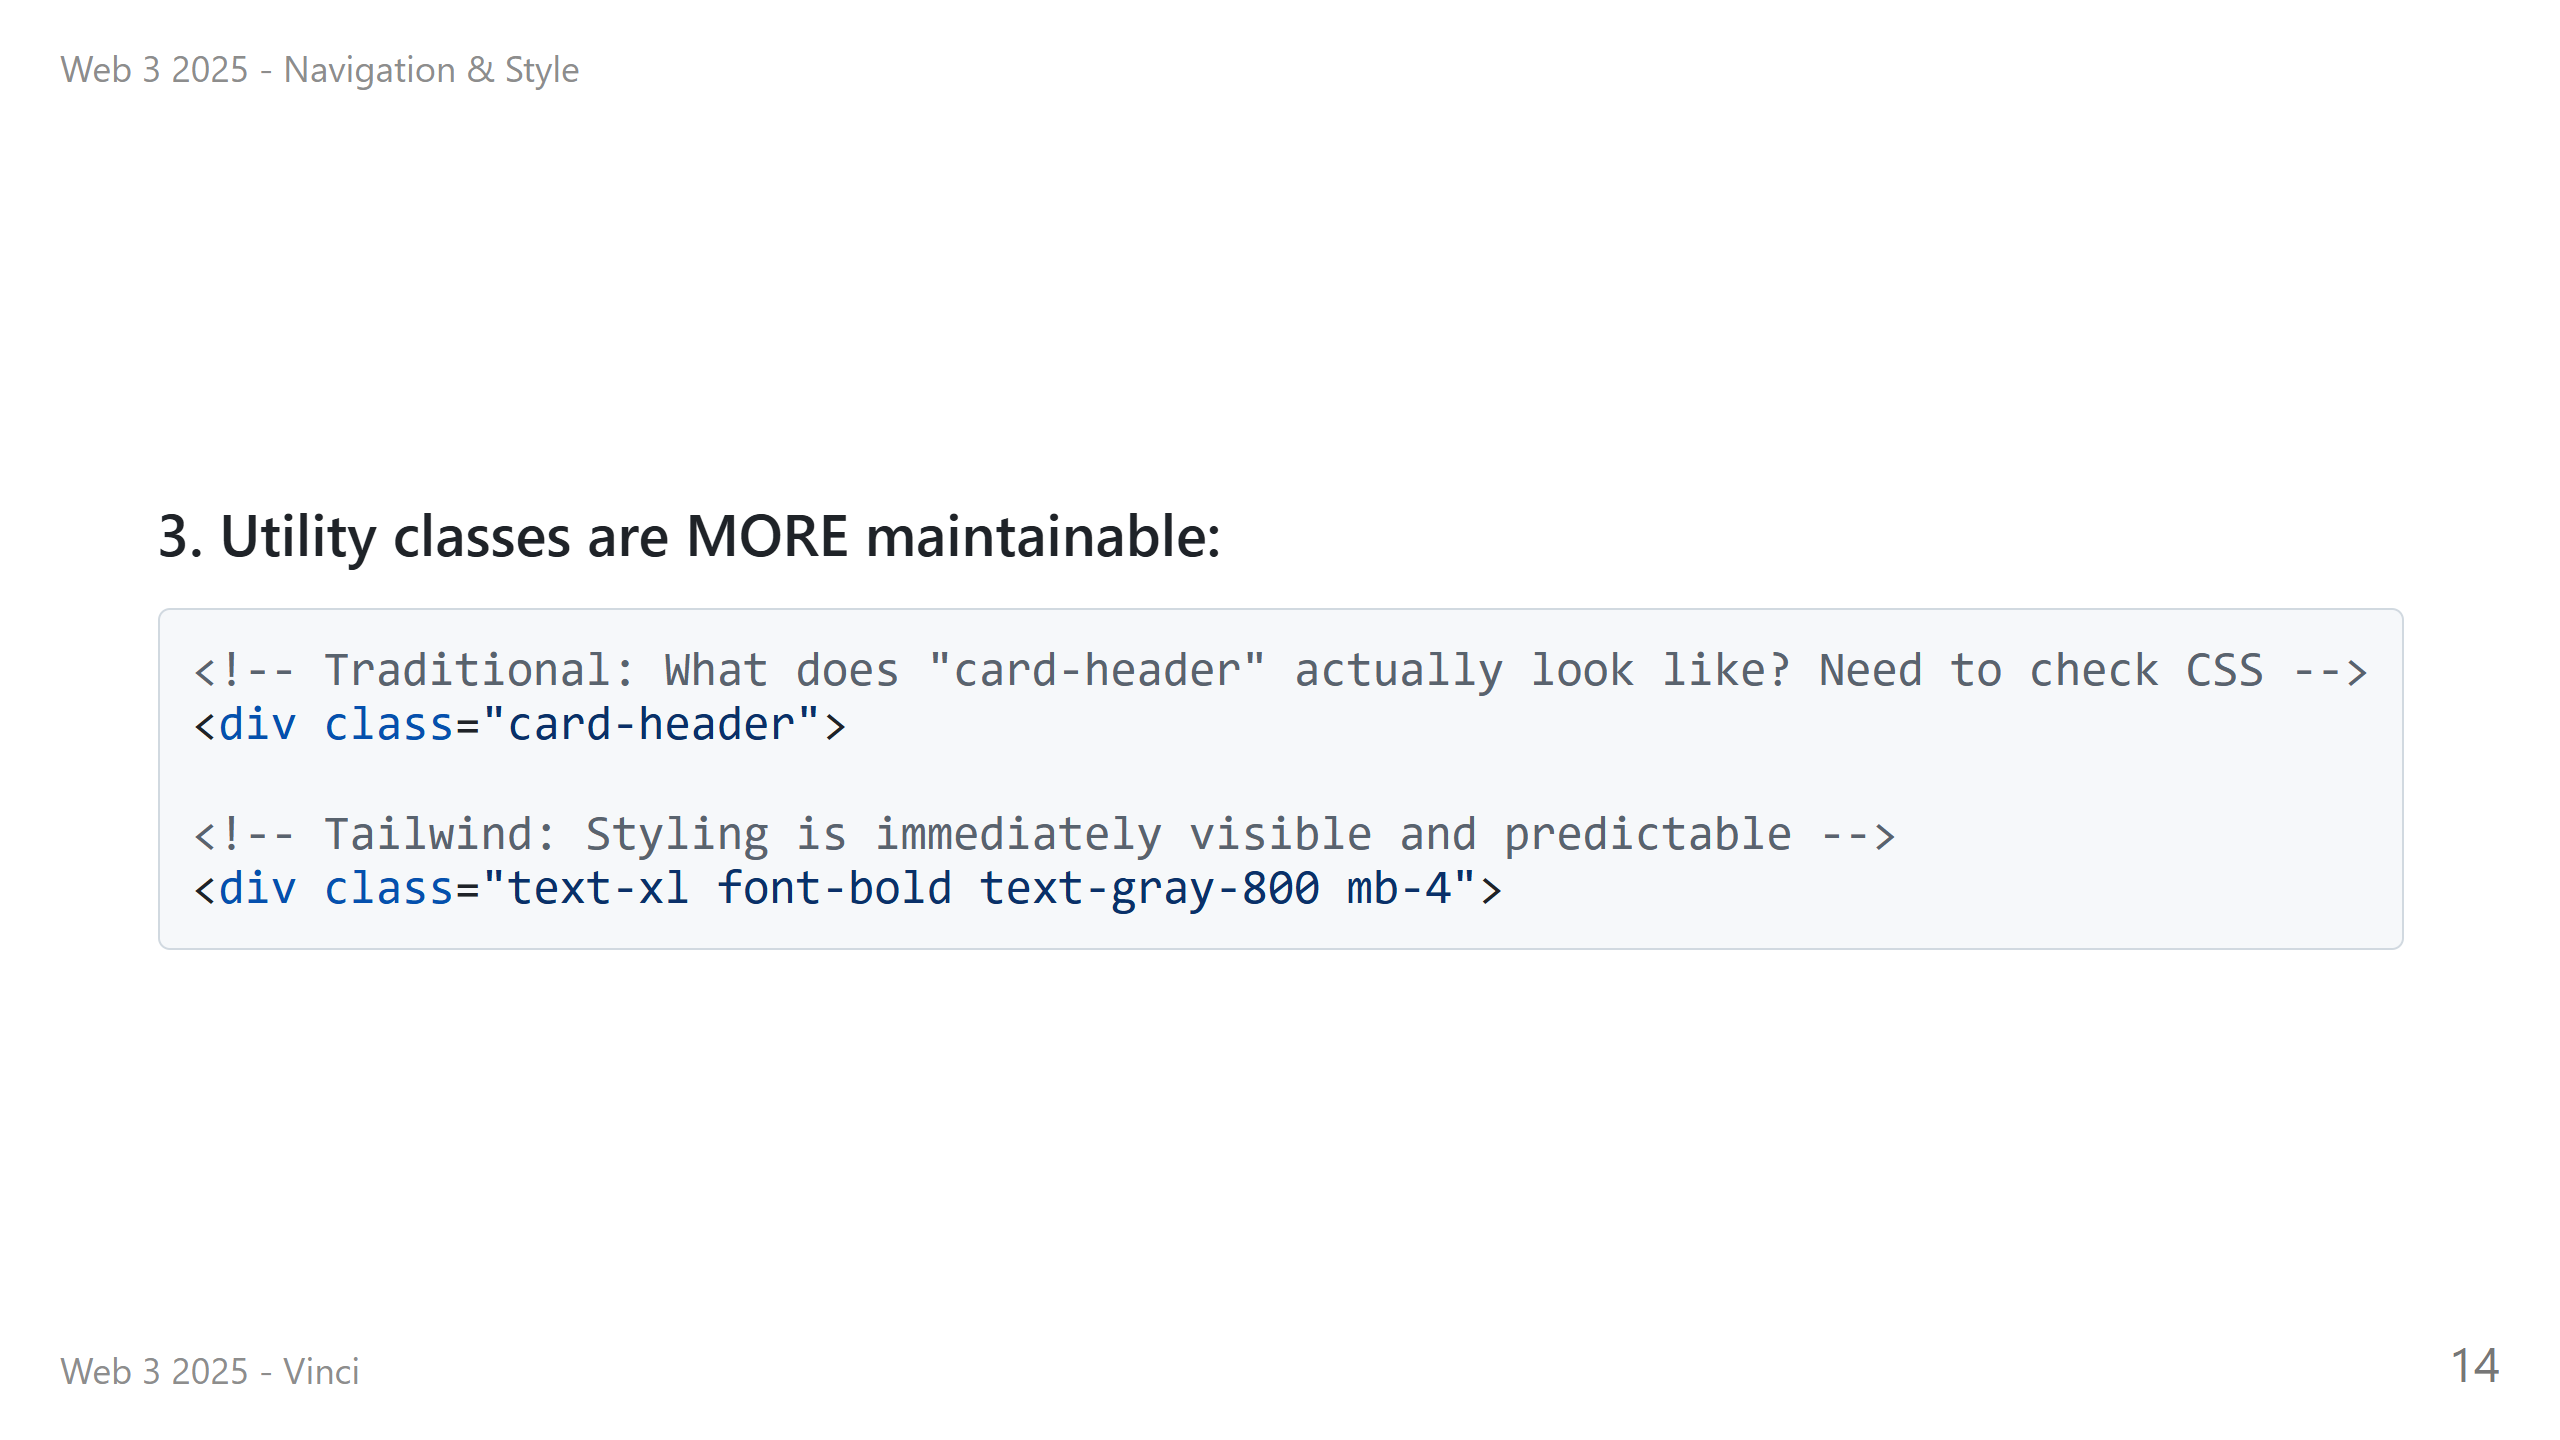 Web 3 2025 - Navigation & Style
3. Utility classes are MORE maintainable:
<!-- Traditional: What does "card-header" actually look like? Need to check CSS -->
<div class="card-header">
<!-- Tailwind: Styling is immediately visible and predictable -->
<div class="text-xl font-bold text-gray-800 mb-4">
Web 3 2025 - Vinci
14